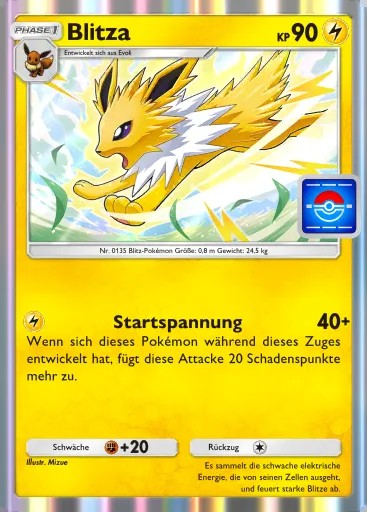 PHASE 1
Blitza
KP 90
Entwickelt sich aus Evoli
Nr. 0135 Blitz-Pokémon Größe: 0,8 m Gewicht: 24,5 kg
Startspannung 40+
Wenn sich dieses Pokémon während dieses Zuges
entwickelt hat, fügt diese Attacke 20 Schadenspunkte
mehr zu.
Schwäche +20
Rückzug
Illustr. Mizue
Es sammelt die schwache elektrische
Energie, die von seinen Zellen ausgeht,
und feuert starke Blitze ab.